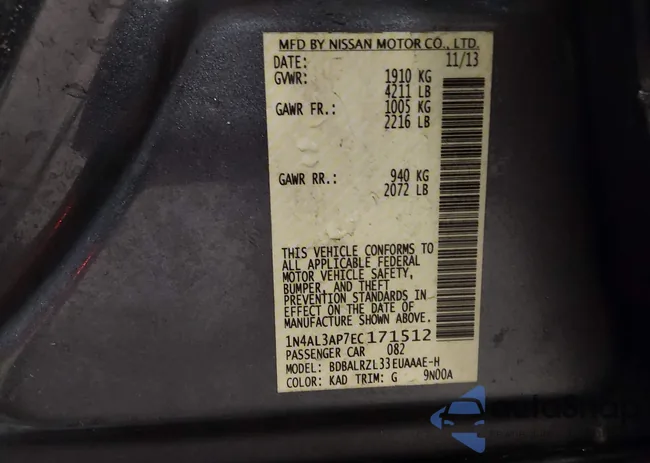 MFD BY NISSAN MOTOR CO., LTD.
DATE: 11/13
GVWR: 1910 KG
4211 LB
GAWR FR.: 1005 KG
2216 LB
GAWR RR.: 940 KG
2072 LB
THIS VEHICLE CONFORMS TO
ALL APPLICABLE FEDERAL
MOTOR VEHICLE SAFETY,
BUMPER, AND THEFT
PREVENTION STANDARDS IN
EFFECT ON THE DATE OF
MANUFACTURE SHOWN ABOVE.
1N4AL3AP7EC171512
PASSENGER CAR 082
MODEL: BDBALRZL33EUAAAE-H
COLOR: KAD TRIM: G 9N00A